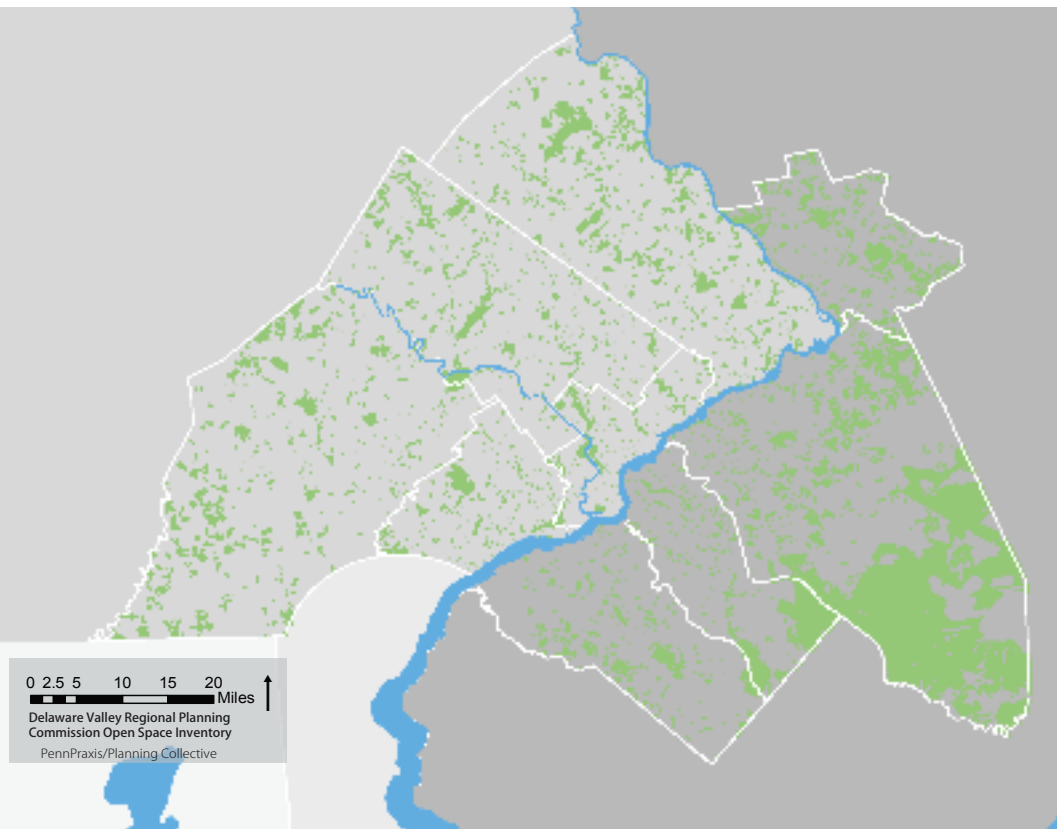 0 2.5 5 10 15 20
Miles
Delaware Valley Regional Planning
Commission Open Space Inventory
PennPraxis/Planning Collective